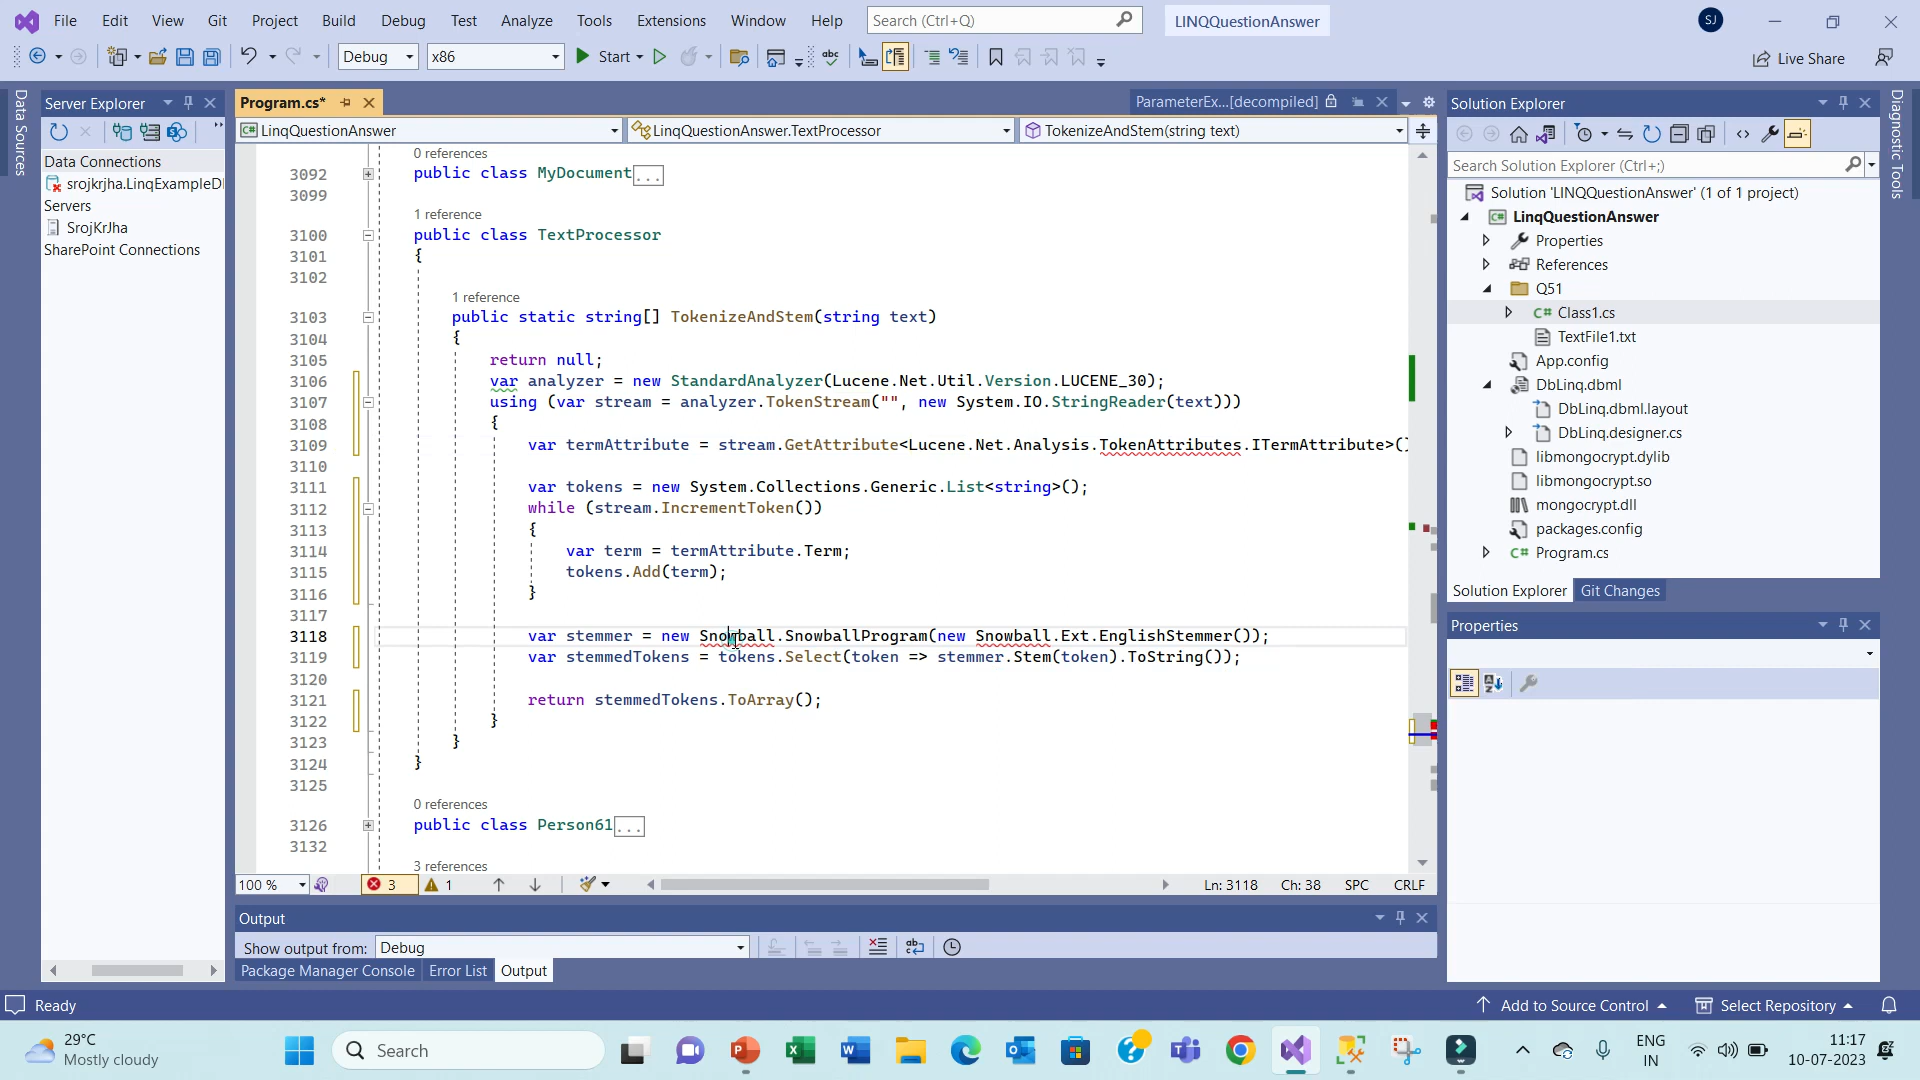 File Edit View Git Project Build Debug Test Analyze Tools Extensions Window Help Search (Ctrl+Q) LINQQuestionAnswer SJ
Debug x86 Start Live Share
Data Sources
Server Explorer
Data Connections
srojkrjha.LinqExampleD
Servers
SrojKrJha
SharePoint Connections
Program.cs* ParameterEx...[decompiled]
LinqQuestionAnswer LinqQuestionAnswer.TextProcessor TokenizeAndStem(string text)
0 references
3092 public class MyDocument...
3099
1 reference
3100 public class TextProcessor
3101 {
3102
1 reference
3103 public static string[] TokenizeAndStem(string text)
3104 {
3105 return null;
3106 var analyzer = new StandardAnalyzer(Lucene.Net.Util.Version.LUCENE_30);
3107 using (var stream = analyzer.TokenStream("", new System.IO.StringReader(text)))
3108 {
3109 var termAttribute = stream.GetAttribute<Lucene.Net.Analysis.TokenAttributes.ITermAttribute>()
3110
3111 var tokens = new System.Collections.Generic.List<string>();
3112 while (stream.IncrementToken())
3113 {
3114 var term = termAttribute.Term;
3115 tokens.Add(term);
3116 }
3117
3118 var stemmer = new Snowball.SnowballProgram(new Snowball.Ext.EnglishStemmer());
3119 var stemmedTokens = tokens.Select(token => stemmer.Stem(token).ToString());
3120
3121 return stemmedTokens.ToArray();
3122 }
3123 }
3124 }
3125
0 references
3126 public class Person61...
3132
3 references
100 % 3 1 Ln: 3118 Ch: 38 SPC CRLF
Output
Show output from: Debug
Package Manager Console Error List Output
Solution Explorer
Search Solution Explorer (Ctrl+;)
Solution 'LINQQuestionAnswer' (1 of 1 project)
LinqQuestionAnswer
Properties
References
Q51
C# Class1.cs
TextFile1.txt
App.config
DbLinq.dbml
DbLinq.dbml.layout
DbLinq.designer.cs
libmongocrypt.dylib
libmongocrypt.so
mongocrypt.dll
packages.config
C# Program.cs
Solution Explorer Git Changes
Properties
Diagnostic Tools
Ready Add to Source Control Select Repository
29°C
Mostly cloudy
Search
ENG
IN
11:17
10-07-2023